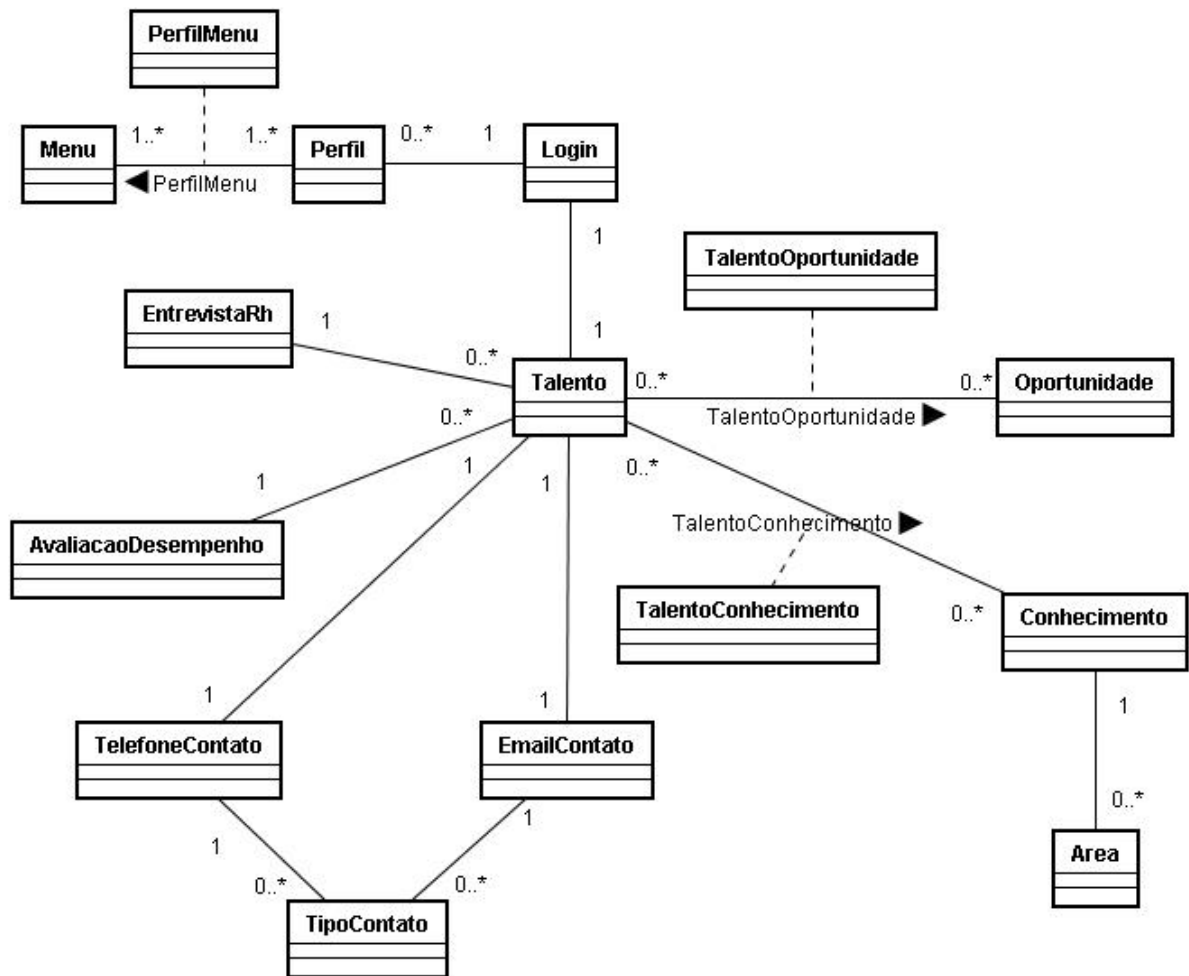 PerfilMenu
1..*
1..*
0..*
1
Menu
Perfil
Login
PerfilMenu
1
TalentoOportunidade
EntrevistaRh
1
1
0..*
Talento
0..*
0..*
Oportunidade
TalentoOportunidade
0..*
1
1
0..*
1
TalentoConhecimento
AvaliacaoDesempenho
TalentoConhecimento
0..*
Conhecimento
1
1
1
TelefoneContato
EmailContato
0..*
1
1
Area
0..*
0..*
TipoContato